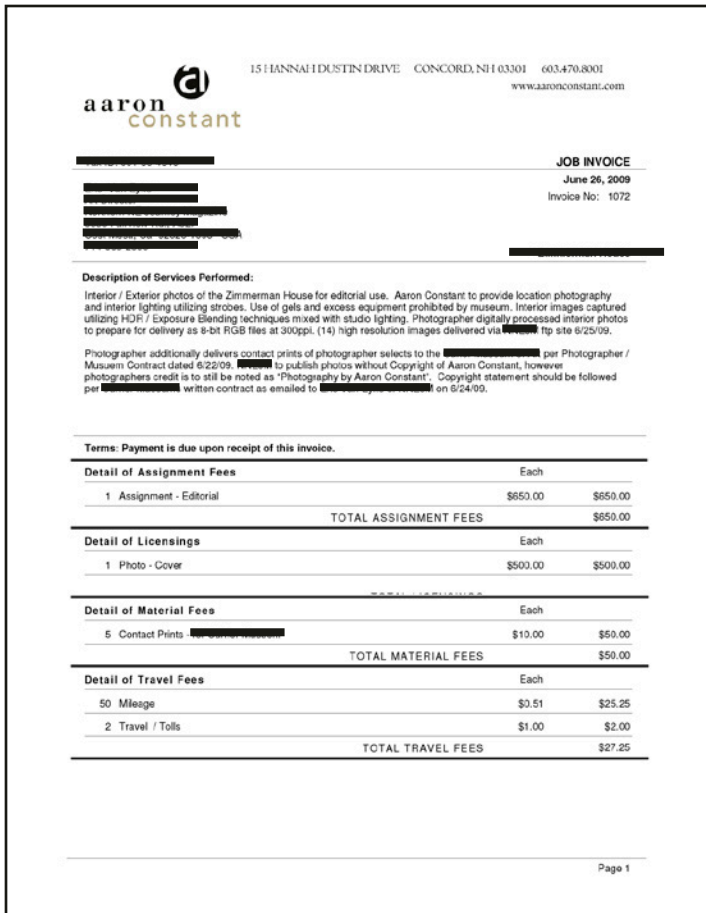 15 HANNAH DUSTIN DRIVE CONCORD, NH 03301 603.470.8001
www.aaronconstant.com
a
aaron
constant
JOB INVOICE
June 26, 2009
Invoice No: 1072
Description of Services Performed:
Interior / Exterior photos of the Zimmerman House for editorial use. Aaron Constant to provide location photography
and interior lighting utilizing strobes. Use of gels and excess equipment prohibited by museum. Interior images captured
utilizing HDR / Exposure Blending techniques mixed with studio lighting. Photographer digitally processed interior photos
to prepare for delivery as 8-bit RGB files at 300ppi. (14) high resolution images delivered via ftp site 6/25/09.
Photographer additionally delivers contact prints of photographer selects to the per Photographer /
Musuem Contract dated 6/22/09. to publish photos without Copyright of Aaron Constant, however
photographers credit is to still be noted as "Photography by Aaron Constant". Copyright statement should be followed
per written contract as emailed to on 6/24/09.
Terms: Payment is due upon receipt of this invoice.
Detail of Assignment Fees Each
1 Assignment - Editorial $650.00 $650.00
TOTAL ASSIGNMENT FEES $650.00
Detail of Licensings Each
1 Photo - Cover $500.00 $500.00
Detail of Material Fees Each
5 Contact Prints - $10.00 $50.00
TOTAL MATERIAL FEES $50.00
Detail of Travel Fees Each
50 Mileage $0.51 $25.25
2 Travel / Tolls $1.00 $2.00
TOTAL TRAVEL FEES $27.25
Page 1